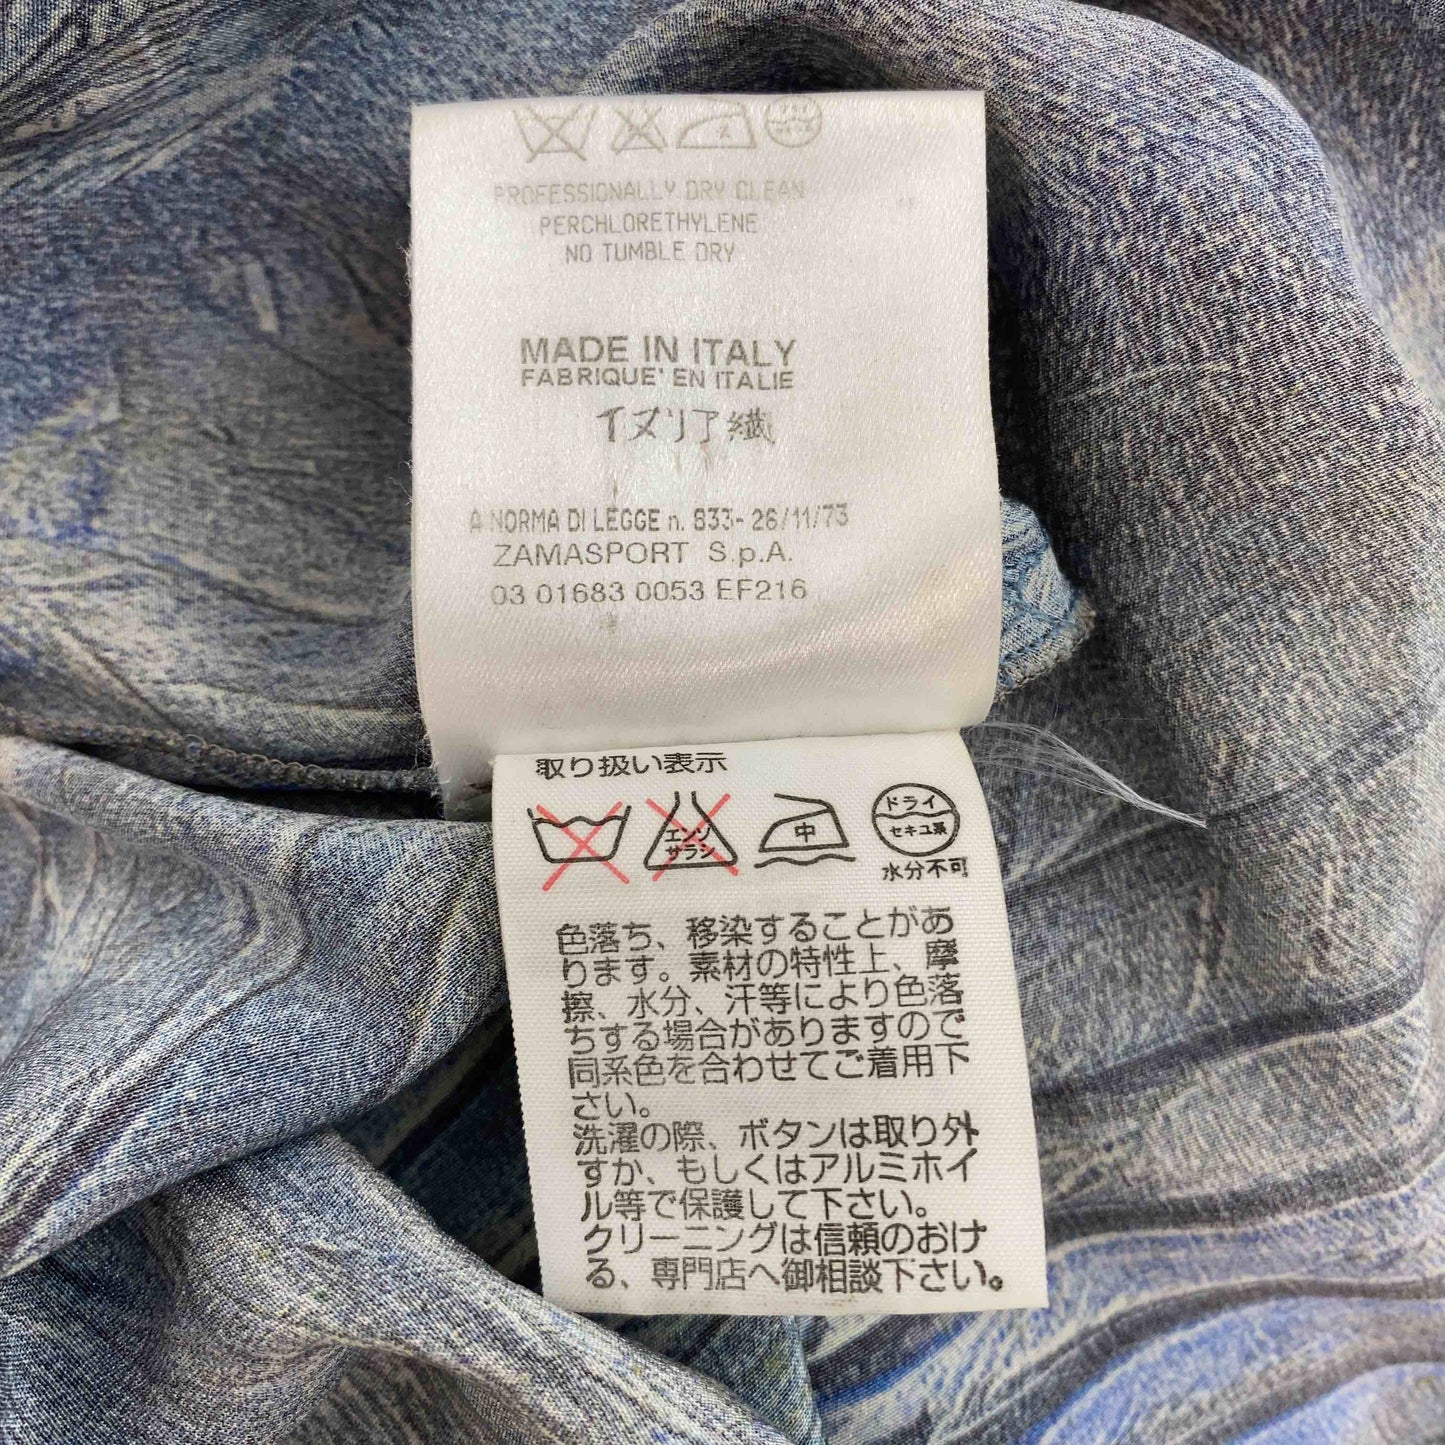 PROFESSIONALLY DRY CLEAN
PERCHLORETHYLENE
NO TUMBLE DRY
MADE IN ITALY
FABRIQUE' EN ITALIE
イヌリア繊
A NORMA DI LEGGE n. 833- 26/11/73
ZAMASPORT S.p.A.
03 01683 0053 EF216
取り扱い表示
エンソ
サラシ
中
ドライ
セキユ系
水分不可
色落ち、移染することがあ
ります。素材の特性上、摩
擦、水分、汗等により色落
ちする場合がありますので
同系色を合わせてご着用下
さい。
洗濯の際、ボタンは取り外
すか、もしくはアルミホイ
ル等で保護して下さい。
クリーニングは信頼のおけ
る、専門店へ御相談下さい。